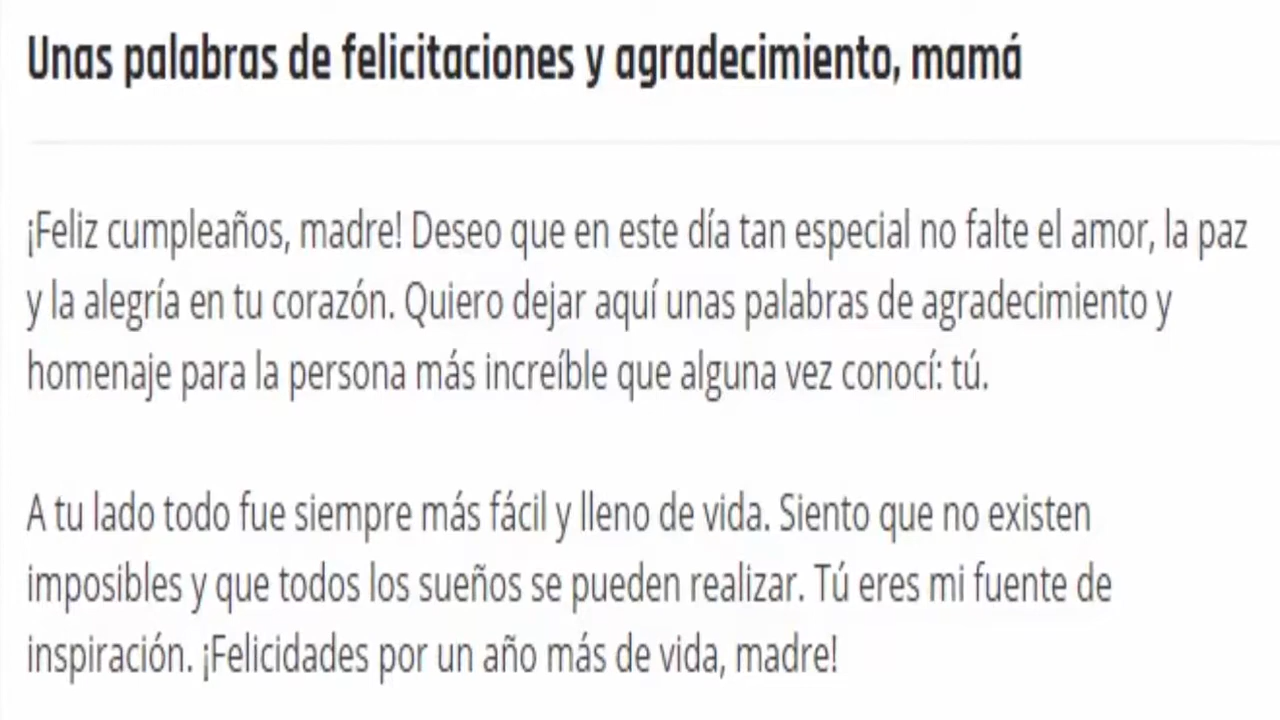 Unas palabras de felicitaciones y agradecimiento, mamá
¡Feliz cumpleaños, madre! Deseo que en este día tan especial no falte el amor, la paz
y la alegría en tu corazón. Quiero dejar aquí unas palabras de agradecimiento y
homenaje para la persona más increíble que alguna vez conocí: tú.
A tu lado todo fue siempre más fácil y lleno de vida. Siento que no existen
imposibles y que todos los sueños se pueden realizar. Tú eres mi fuente de
inspiración. ¡Felicidades por un año más de vida, madre!